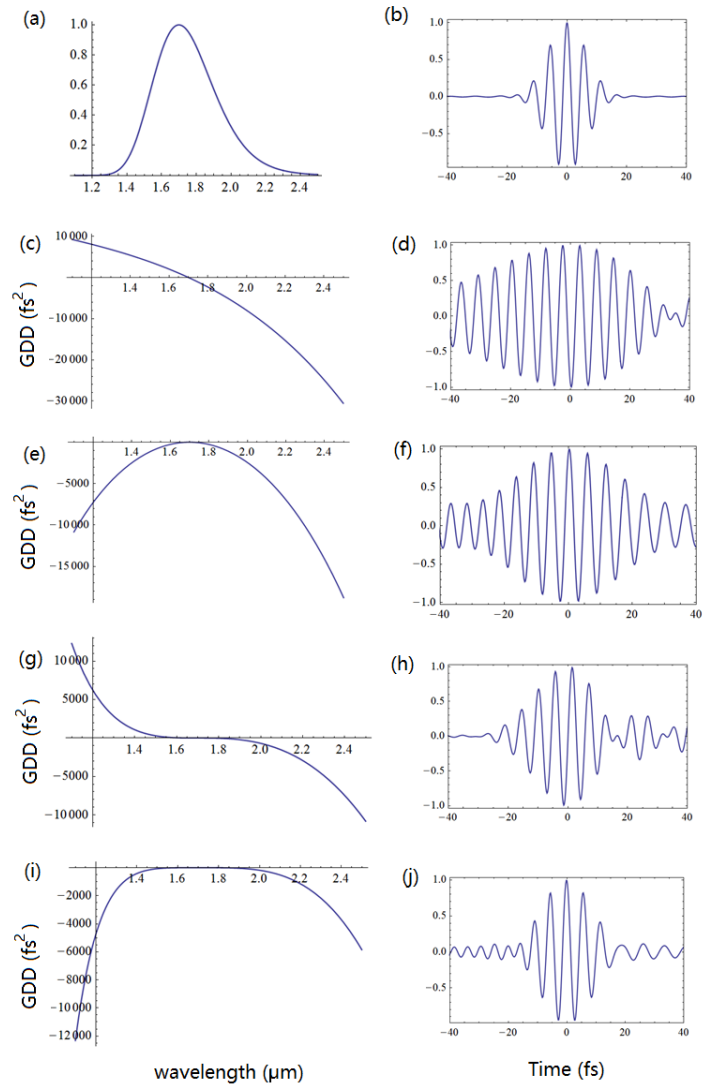 (a)
1.0
0.8
0.6
0.4
0.2
1.2 1.4 1.6 1.8 2.0 2.2 2.4
(b)
1.0
0.5
0.0
−0.5
−40 −20 0 20 40
(c)
10 000
−10 000
−20 000
−30 000
1.4 1.6 1.8 2.0 2.2 2.4
GDD (fs2)
(d)
1.0
0.5
0.0
−0.5
−1.0
−40 −20 0 20 40
(e)
−5000
−10 000
−15 000
1.4 1.6 1.8 2.0 2.2 2.4
GDD (fs2)
(f)
1.0
0.5
0.0
−0.5
−1.0
−40 −20 0 20 40
(g)
10 000
5000
−5000
−10 000
1.4 1.6 1.8 2.0 2.2 2.4
GDD (fs2)
(h)
1.0
0.5
0.0
−0.5
−1.0
−40 −20 0 20 40
(i)
−2000
−4000
−6000
−8000
−10 000
−12 000
1.4 1.6 1.8 2.0 2.2 2.4
GDD (fs2)
(j)
1.0
0.5
0.0
−0.5
−40 −20 0 20 40
wavelength (μm)
Time (fs)